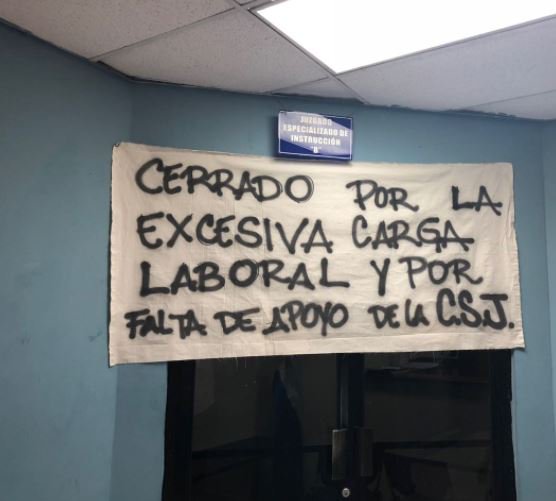 JUZGADO
ESPECIALIZADO DE
INSTRUCCIÓN
"B"
CERRADO POR LA
EXCESIVA CARGA
LABORAL Y POR
FALTA DE APOYO DE LA C.S.J.